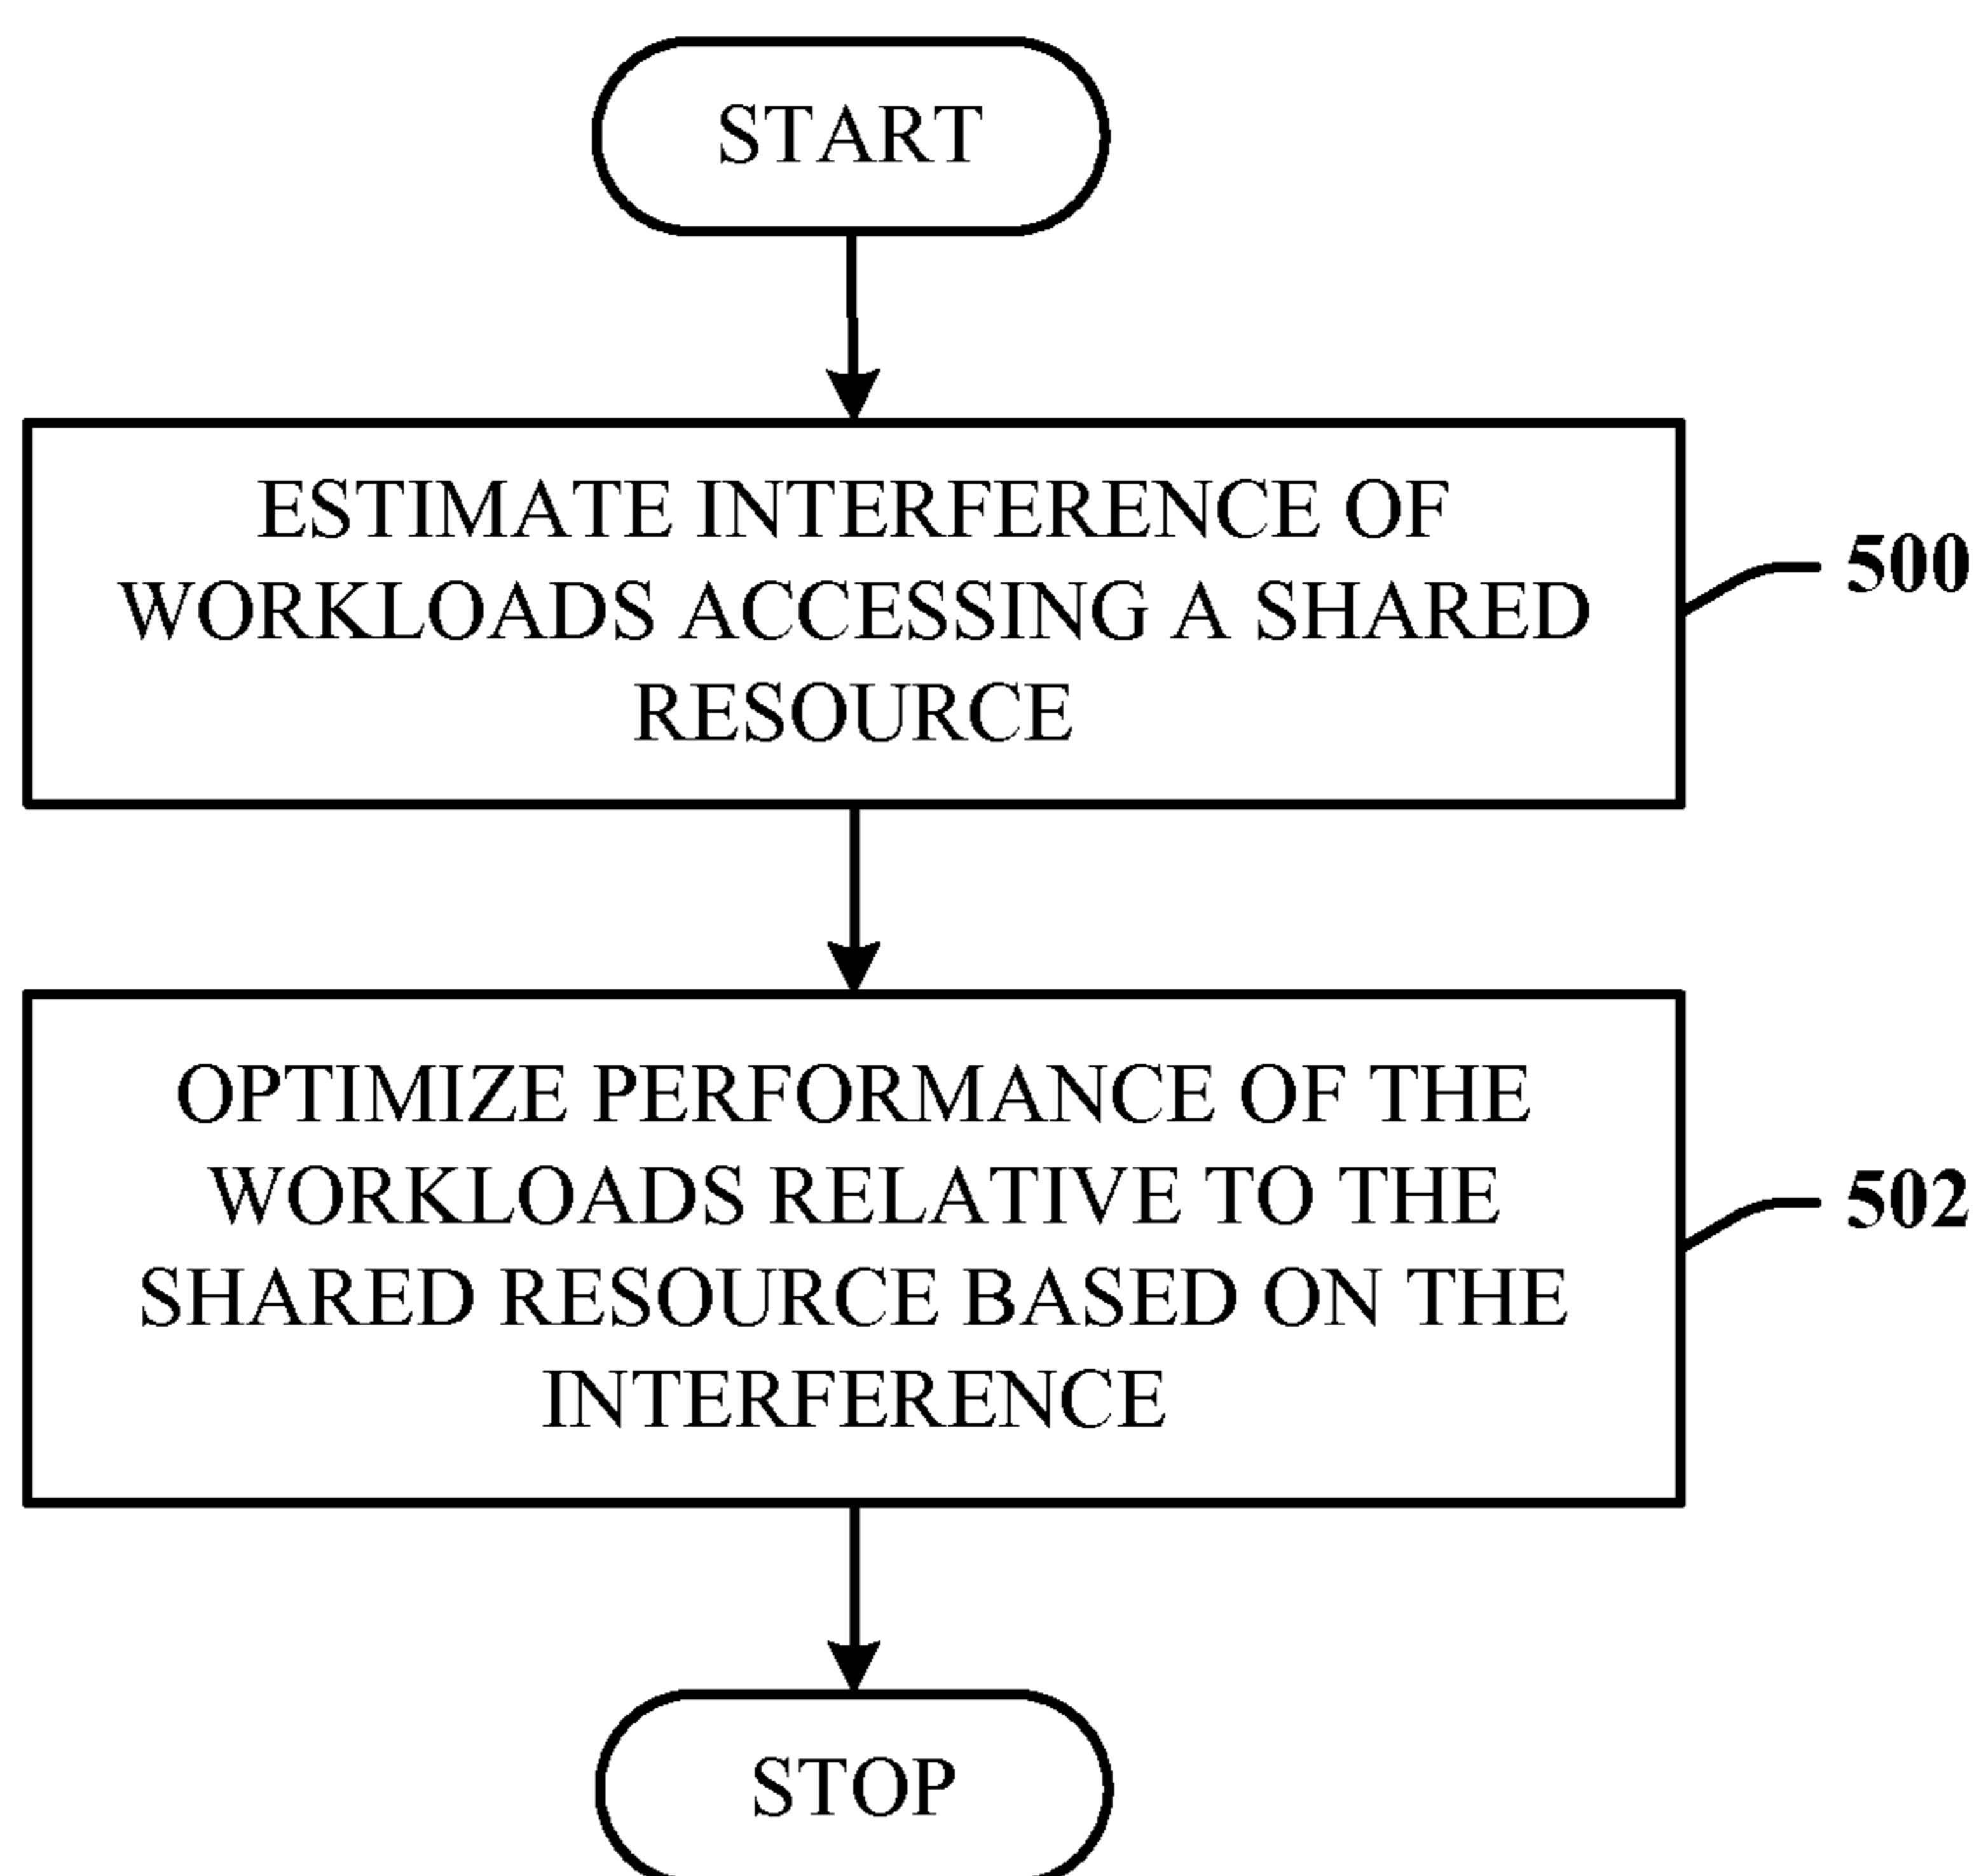 START
ESTIMATE INTERFERENCE OF
WORKLOADS ACCESSING A SHARED
RESOURCE
500
OPTIMIZE PERFORMANCE OF THE
WORKLOADS RELATIVE TO THE
SHARED RESOURCE BASED ON THE
INTERFERENCE
502
STOP